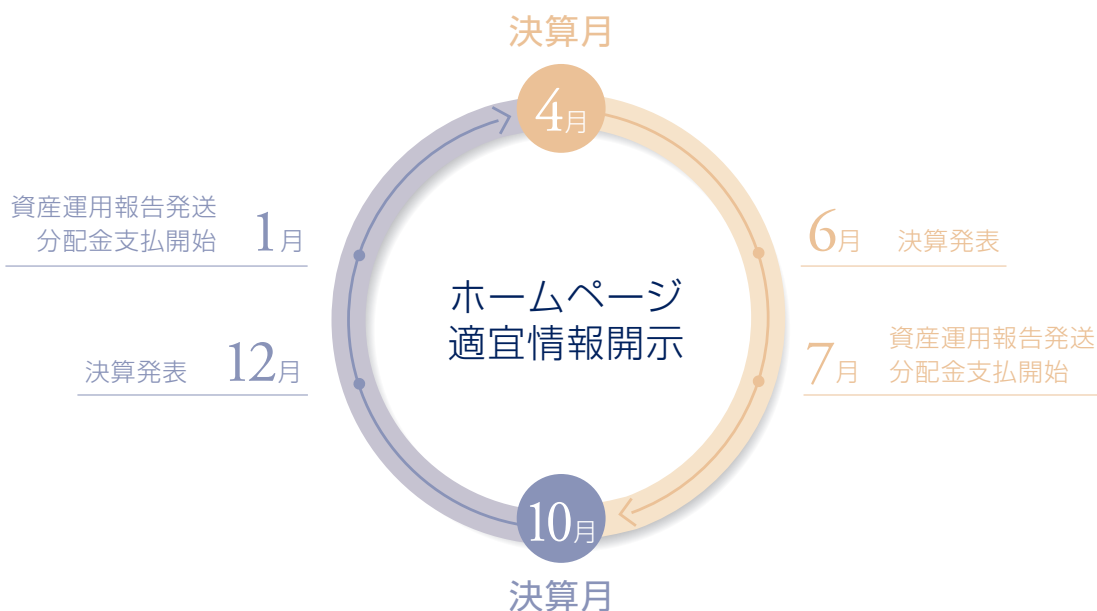 決算月
4月
6月 決算発表
7月 資産運用報告発送
分配金支払開始
10月
決算月
12月 決算発表
1月 資産運用報告発送
分配金支払開始
ホームページ
適宜情報開示